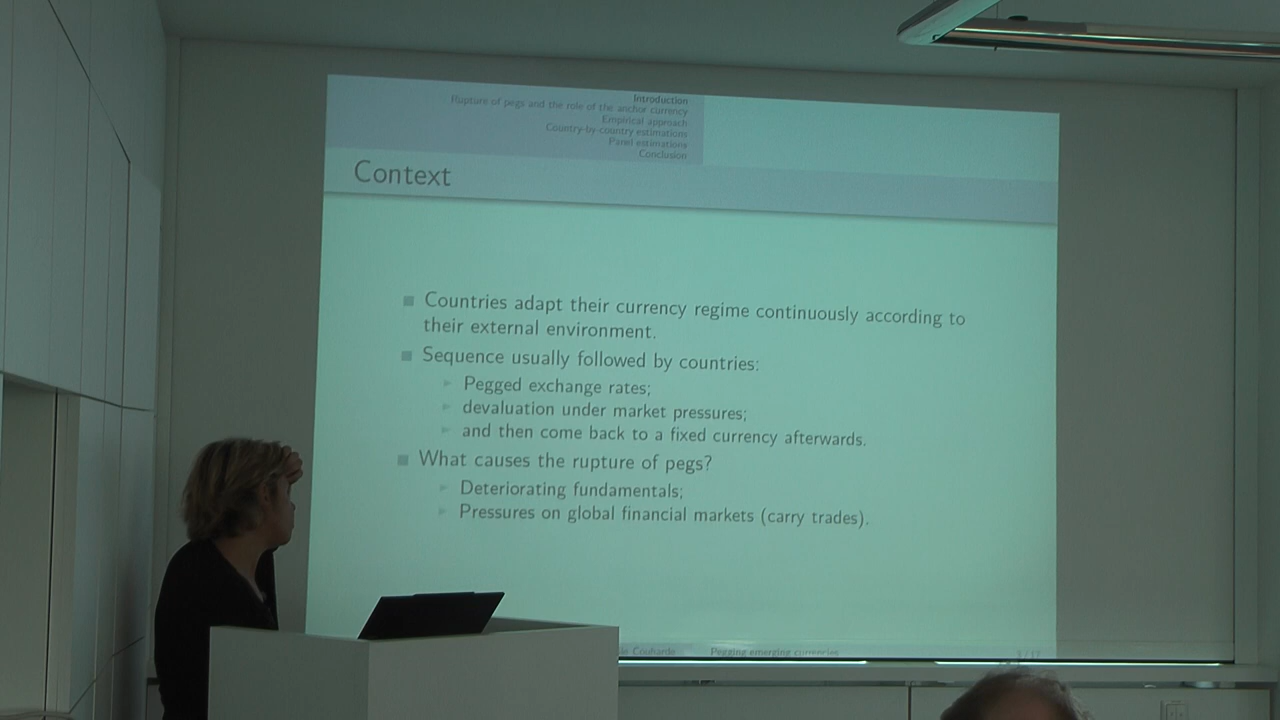 Introduction
Rupture of pegs and the role of the anchor currency
Empirical approach
Country-by-country estimations
Panel estimations
Conclusion
Context
Countries adapt their currency regime continuously according to
their external environment.
Sequence usually followed by countries:
Pegged exchange rates;
devaluation under market pressures;
and then come back to a fixed currency afterwards.
What causes the rupture of pegs?
Deteriorating fundamentals;
Pressures on global financial markets (carry trades).
Couharde Pegging emerging currencies